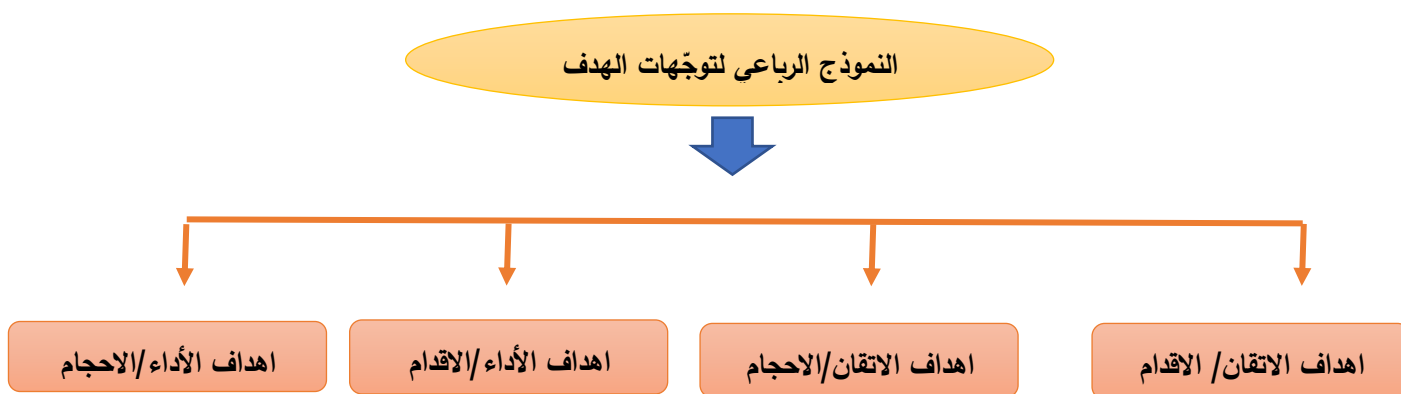 النموذج الرباعي لتوجّهات الهدف
اهداف الاتقان/ الاقدام
اهداف الاتقان/الاحجام
اهداف الأداء/الاقدام
اهداف الأداء/الاحجام